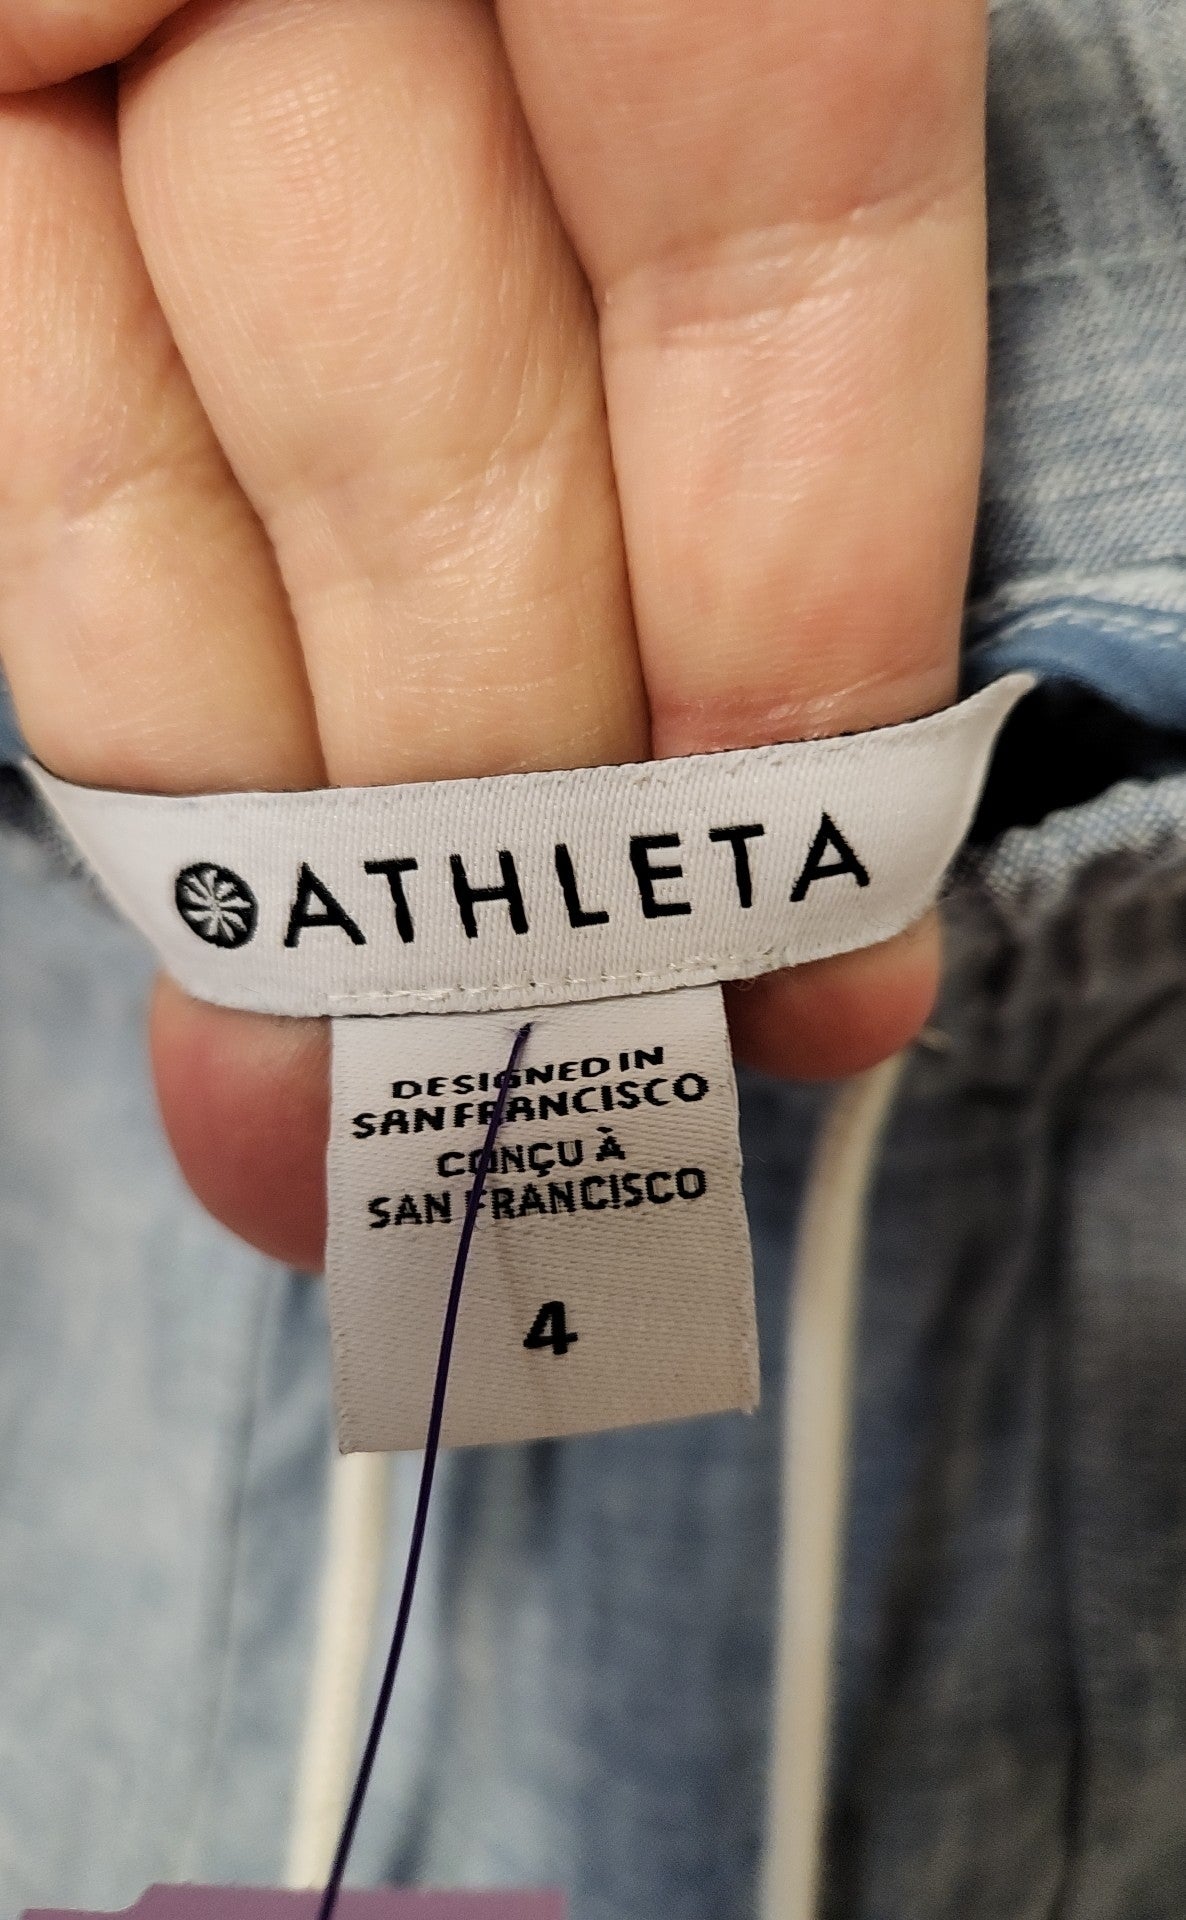 ATHLETA
DESIGNED IN
SAN FRANCISCO
CONÇU À
SAN FRANCISCO
4